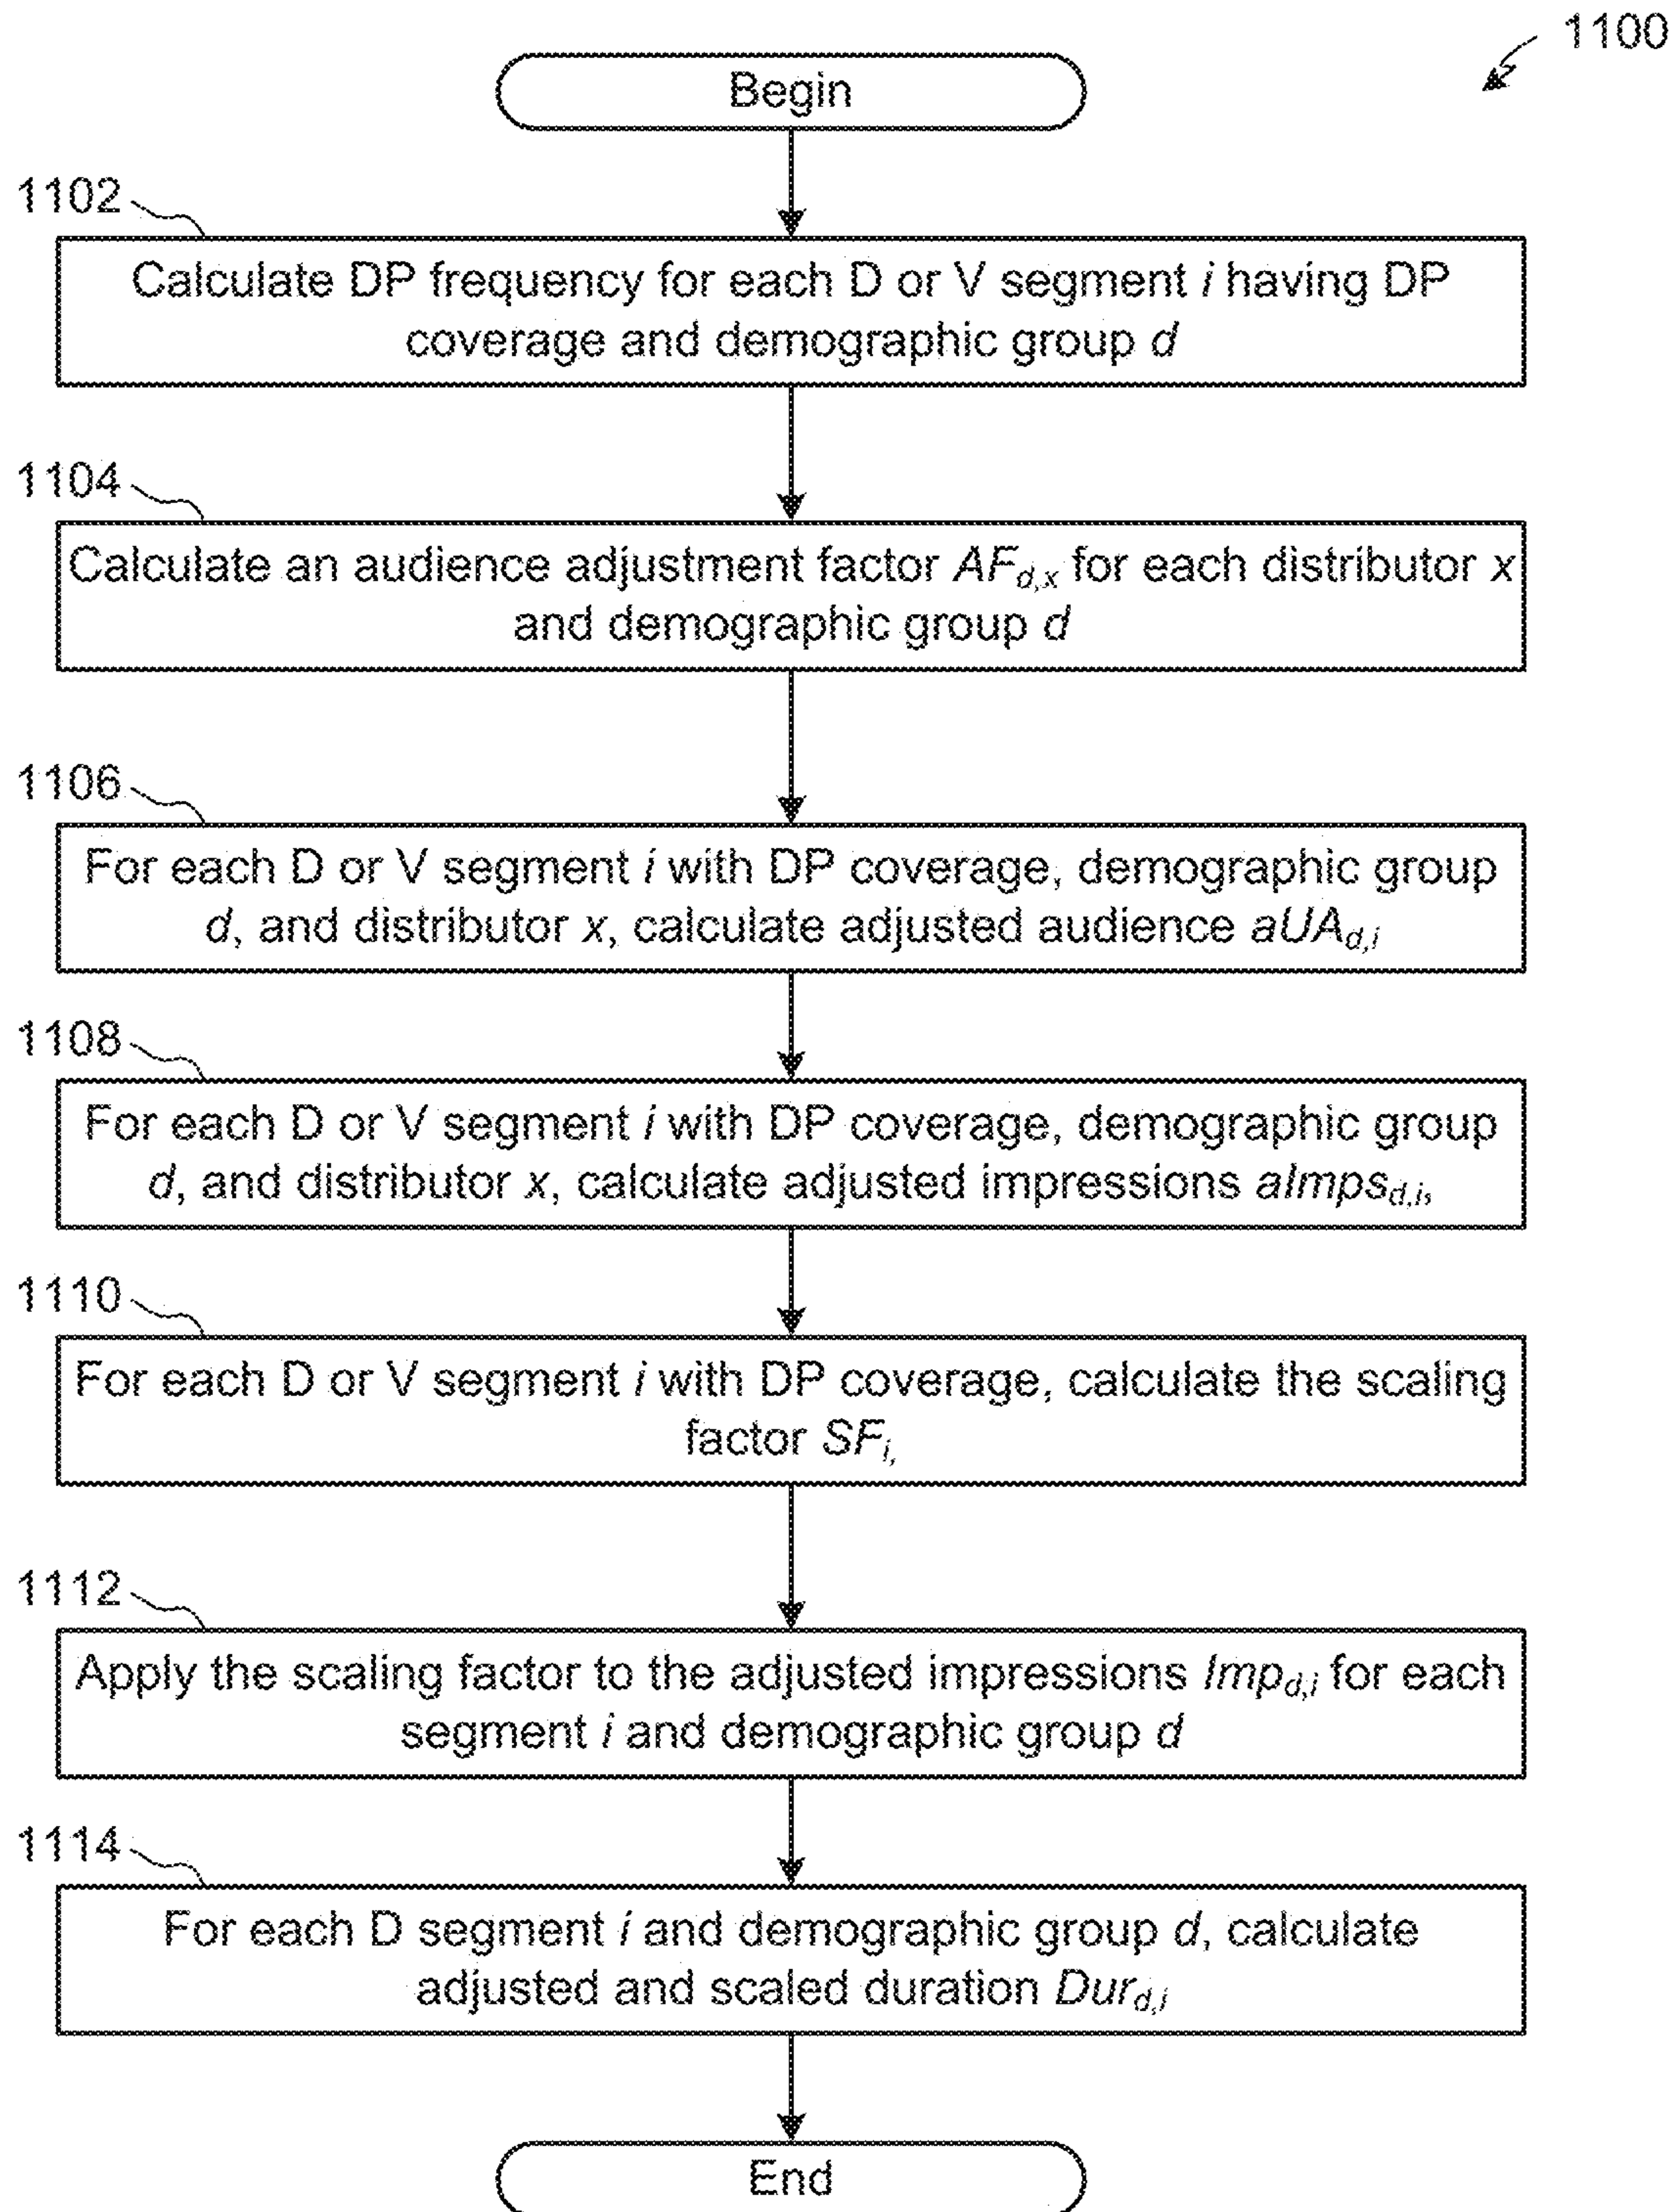 1100
Begin
1102
Calculate DP frequency for each D or V segment i having DP
coverage and demographic group d
1104
Calculate an audience adjustment factor AFd,x for each distributor x
and demographic group d
1106
For each D or V segment i with DP coverage, demographic group
d, and distributor x, calculate adjusted audience aUAd,i
1108
For each D or V segment i with DP coverage, demographic group
d, and distributor x, calculate adjusted impressions aImpsd,i,
1110
For each D or V segment i with DP coverage, calculate the scaling
factor SFi,
1112
Apply the scaling factor to the adjusted impressions Impd,i for each
segment i and demographic group d
1114
For each D segment i and demographic group d, calculate
adjusted and scaled duration Durd,i
End